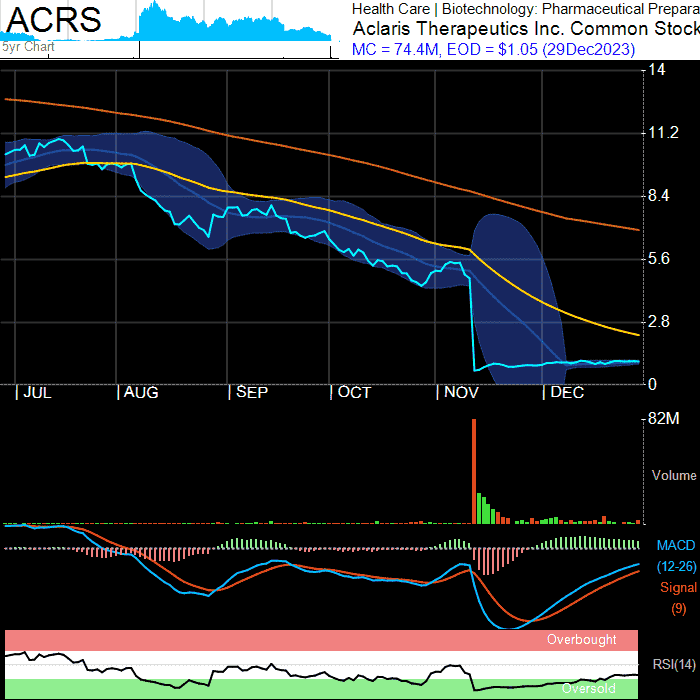 ACRS
5yr Chart
Health Care | Biotechnology: Pharmaceutical Prepara
Aclaris Therapeutics Inc. Common Stock
MC = 74.4M, EOD = $1.05 (29Dec2023)
14
11.2
8.4
5.6
2.8
0
JUL AUG SEP OCT NOV DEC
82M
Volume
MACD
(12-26)
Signal
(9)
Overbought
RSI(14)
Oversold